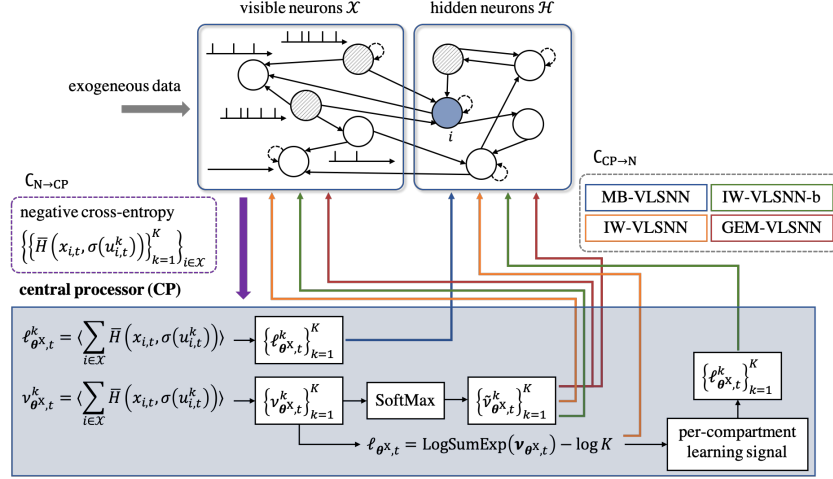 visible neurons 𝒳
hidden neurons ℋ
exogeneous data
i
C_{N→CP}
negative cross-entropy
{{H̄(x_{i,t}, σ(u^k_{i,t}))}^K_{k=1}}_{i∈𝒳}
C_{CP→N}
MB-VLSNN
IW-VLSNN-b
IW-VLSNN
GEM-VLSNN
central processor (CP)
ℓ^k_{θ^X,t} = ⟨∑_{i∈𝒳} H̄(x_{i,t}, σ(u^k_{i,t}))⟩
{ℓ^k_{θ^X,t}}^K_{k=1}
ν^k_{θ^X,t} = ⟨∑_{i∈𝒳} H̄(x_{i,t}, σ(u^k_{i,t}))⟩
{ν^k_{θ^X,t}}^K_{k=1}
SoftMax
{ν̃^k_{θ^X,t}}^K_{k=1}
{ℓ^k_{θ^X,t}}^K_{k=1}
ℓ_{θ^X,t} = LogSumExp(ν_{θ^X,t}) − log K
per-compartment
learning signal